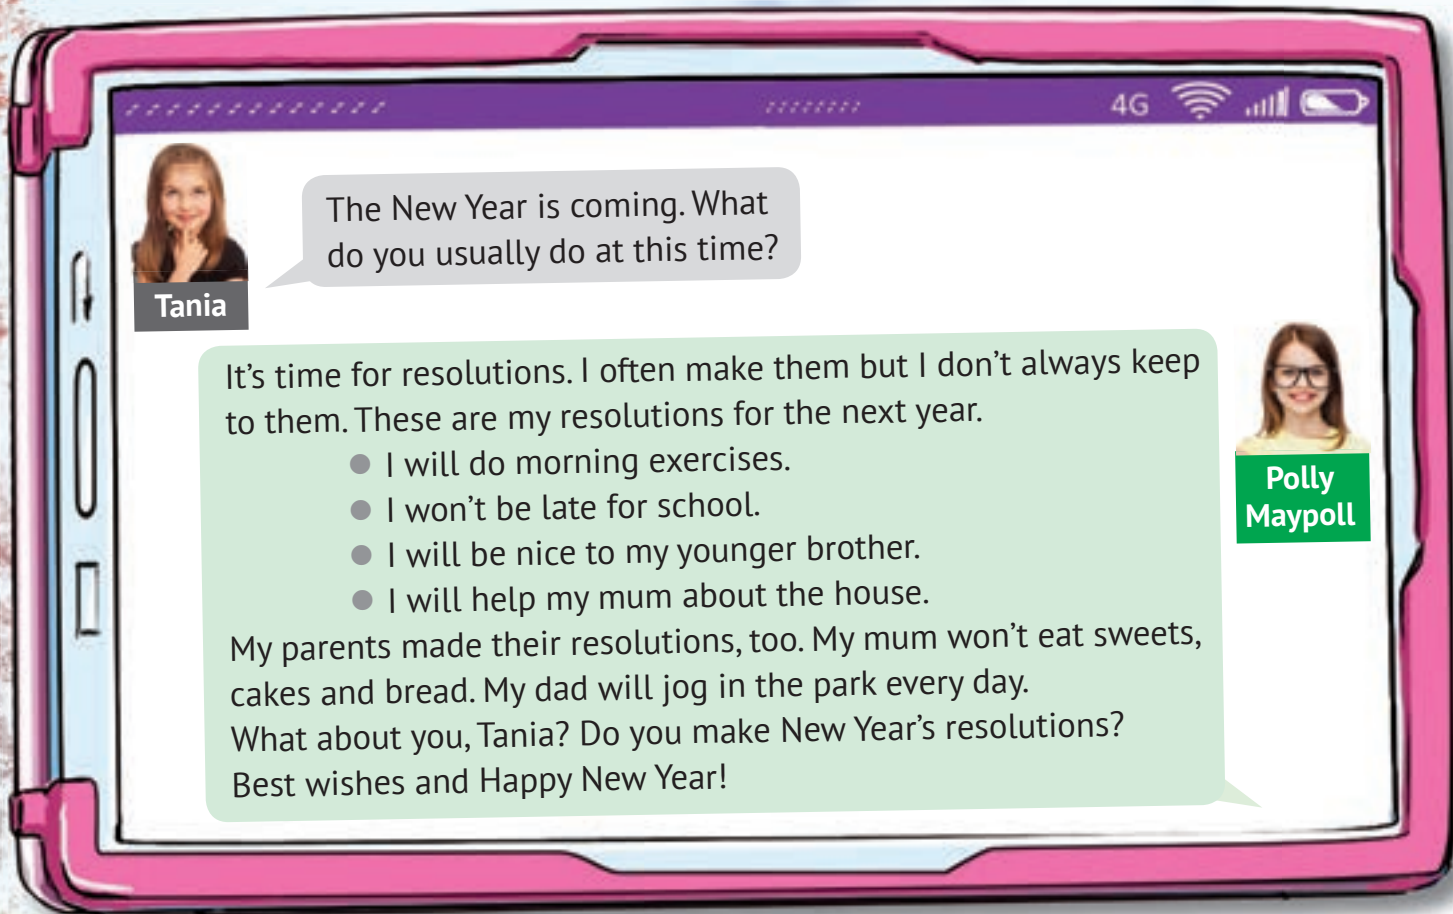 4G
The New Year is coming. What
do you usually do at this time?
Tania
It's time for resolutions. I often make them but I don't always keep
to them. These are my resolutions for the next year.
● I will do morning exercises.
● I won't be late for school.
● I will be nice to my younger brother.
● I will help my mum about the house.
My parents made their resolutions, too. My mum won't eat sweets,
cakes and bread. My dad will jog in the park every day.
What about you, Tania? Do you make New Year's resolutions?
Best wishes and Happy New Year!
Polly
Maypoll